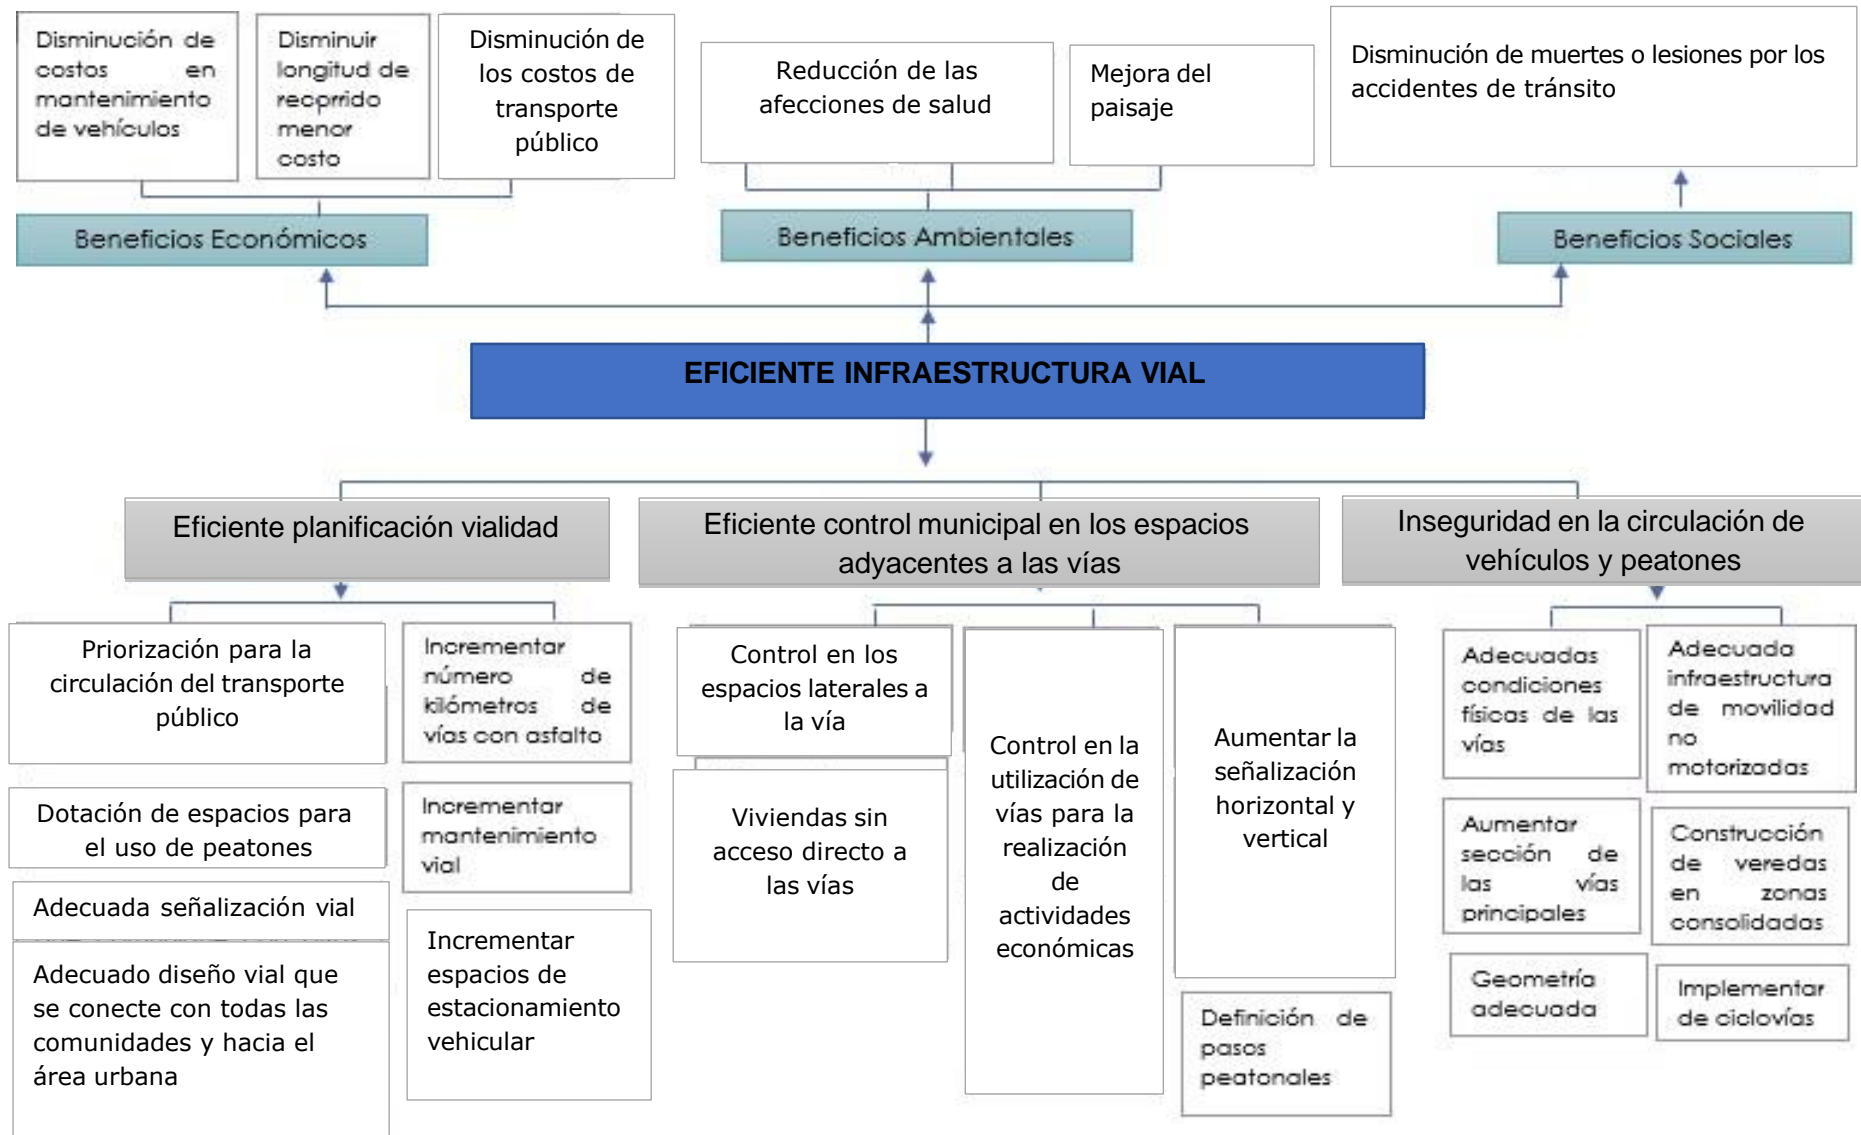 Disminución de
costos en
mantenimiento
de vehículos
Disminuir
longitud de
recorrido
menor
costo
Disminución de
los costos de
transporte
público
Reducción de las
afecciones de salud
Mejora del
paisaje
Disminución de muertes o lesiones por los
accidentes de tránsito
Beneficios Económicos
Beneficios Ambientales
Beneficios Sociales
EFICIENTE INFRAESTRUCTURA VIAL
Eficiente planificación vialidad
Eficiente control municipal en los espacios
adyacentes a las vías
Inseguridad en la circulación de
vehículos y peatones
Priorización para la
circulación del transporte
público
Dotación de espacios para
el uso de peatones
Adecuada señalización vial
Adecuado diseño vial que
se conecte con todas las
comunidades y hacia el
área urbana
Incrementar
número de
kilómetros de
vías con asfalto
Incrementar
mantenimiento
vial
Incrementar
espacios de
estacionamiento
vehicular
Control en los
espacios laterales a
la vía
Viviendas sin
acceso directo a
las vías
Control en la
utilización de
vías para la
realización
de
actividades
económicas
Aumentar la
señalización
horizontal y
vertical
Definición de
pasos
peatonales
Adecuadas
condiciones
físicas de las
vías
Aumentar
sección de
las vías
principales
Geometría
adecuada
Adecuada
infraestructura
de movilidad
no
motorizadas
Construcción
de veredas
en zonas
consolidadas
Implementar
de ciclovías